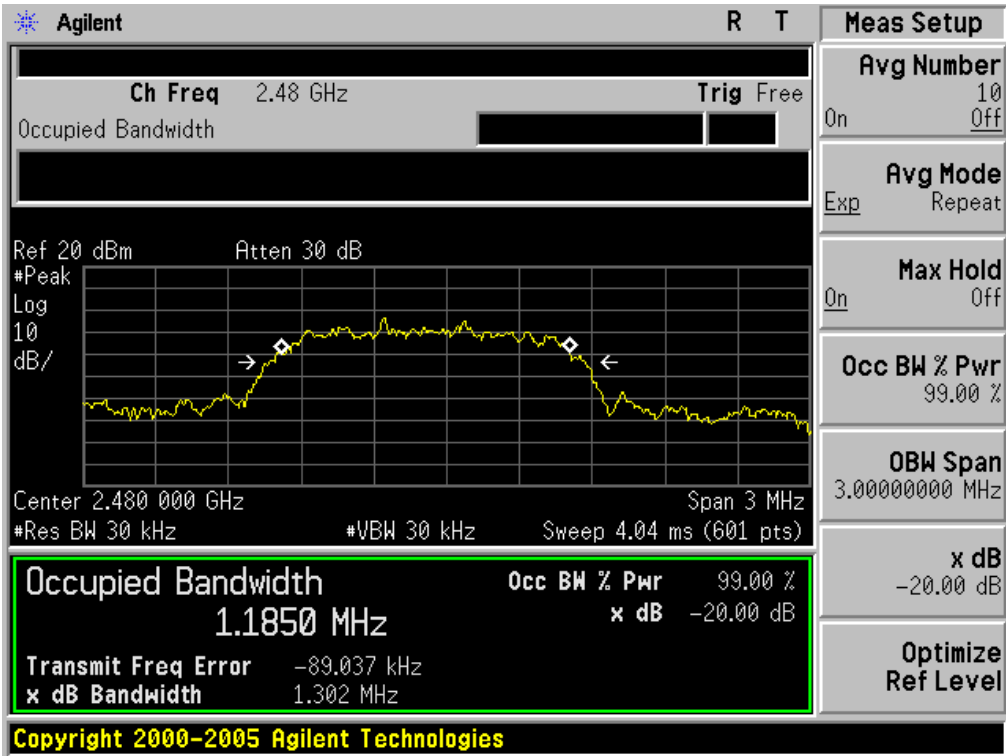 Agilent R T
Ch Freq 2.48 GHz Trig Free
Occupied Bandwidth
Ref 20 dBm Atten 30 dB
#Peak
Log
10
dB/
Center 2.480 000 GHz Span 3 MHz
#Res BW 30 kHz #VBW 30 kHz Sweep 4.04 ms (601 pts)
Occupied Bandwidth Occ BW % Pwr 99.00 %
1.1850 MHz x dB -20.00 dB
Transmit Freq Error -89.037 kHz
x dB Bandwidth 1.302 MHz
Copyright 2000-2005 Agilent Technologies
Meas Setup
Avg Number
10
On Off
Avg Mode
Exp Repeat
Max Hold
On Off
Occ BW % Pwr
99.00 %
OBW Span
3.00000000 MHz
x dB
-20.00 dB
Optimize
Ref Level